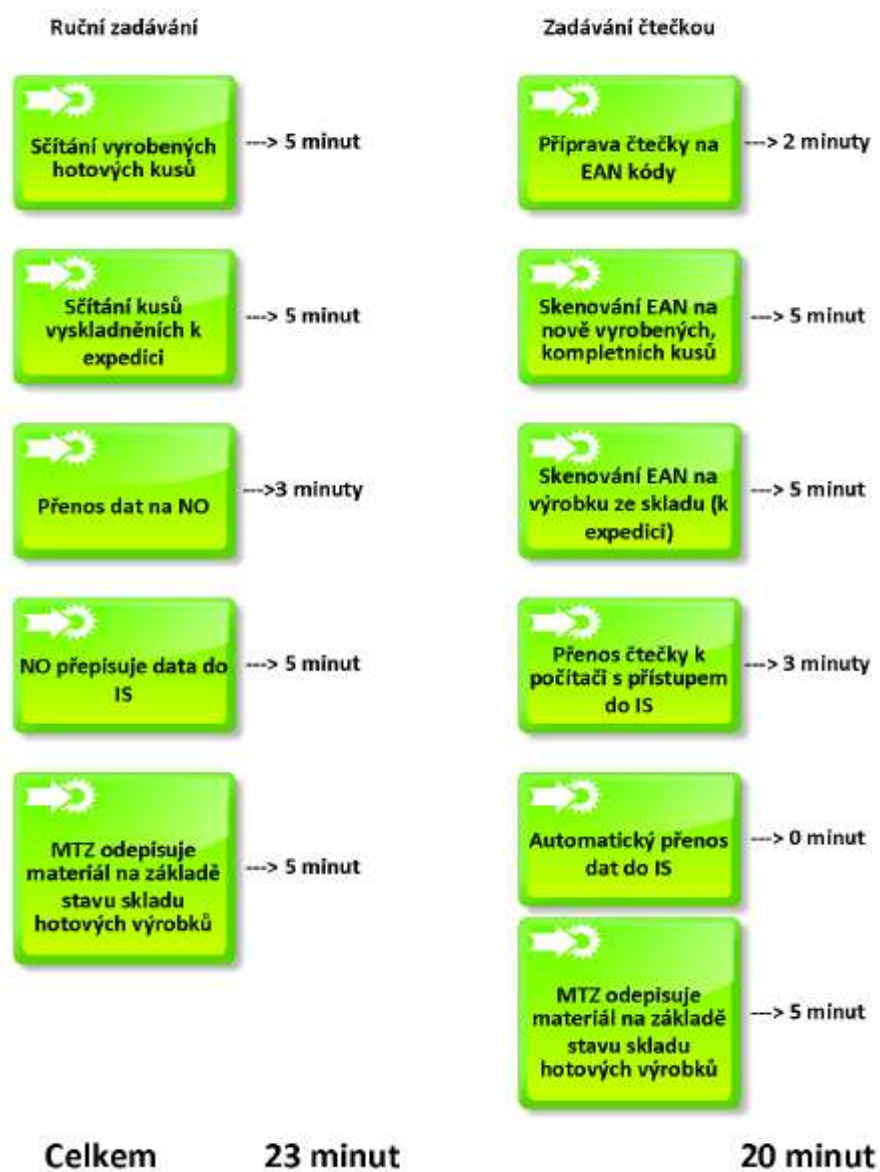 Ruční zadávání
Sčítání vyrobených
hotových kusů
---> 5 minut
Sčítání kusů
vyskladněních k
expedici
---> 5 minut
Přenos dat na NO
--->3 minuty
NO přepisuje data do
IS
---> 5 minut
MTZ odepisuje
materiál na základě
stavu skladu
hotových výrobků
---> 5 minut
Zadávání čtečkou
Příprava čtečky na
EAN kódy
---> 2 minuty
Skenování EAN na
nově vyrobených,
kompletních kusů
---> 5 minut
Skenování EAN na
výrobku ze skladu (k
expedici)
---> 5 minut
Přenos čtečky k
počítači s přístupem
do IS
---> 3 minuty
Automatický přenos
dat do IS
---> 0 minut
MTZ odepisuje
materiál na základě
stavu skladu
hotových výrobků
---> 5 minut
Celkem 23 minut 20 minut